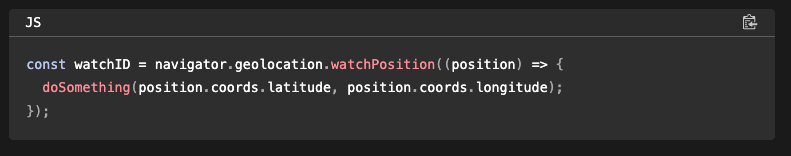 JS
const watchID = navigator.geolocation.watchPosition((position) => {
  doSomething(position.coords.latitude, position.coords.longitude);
});